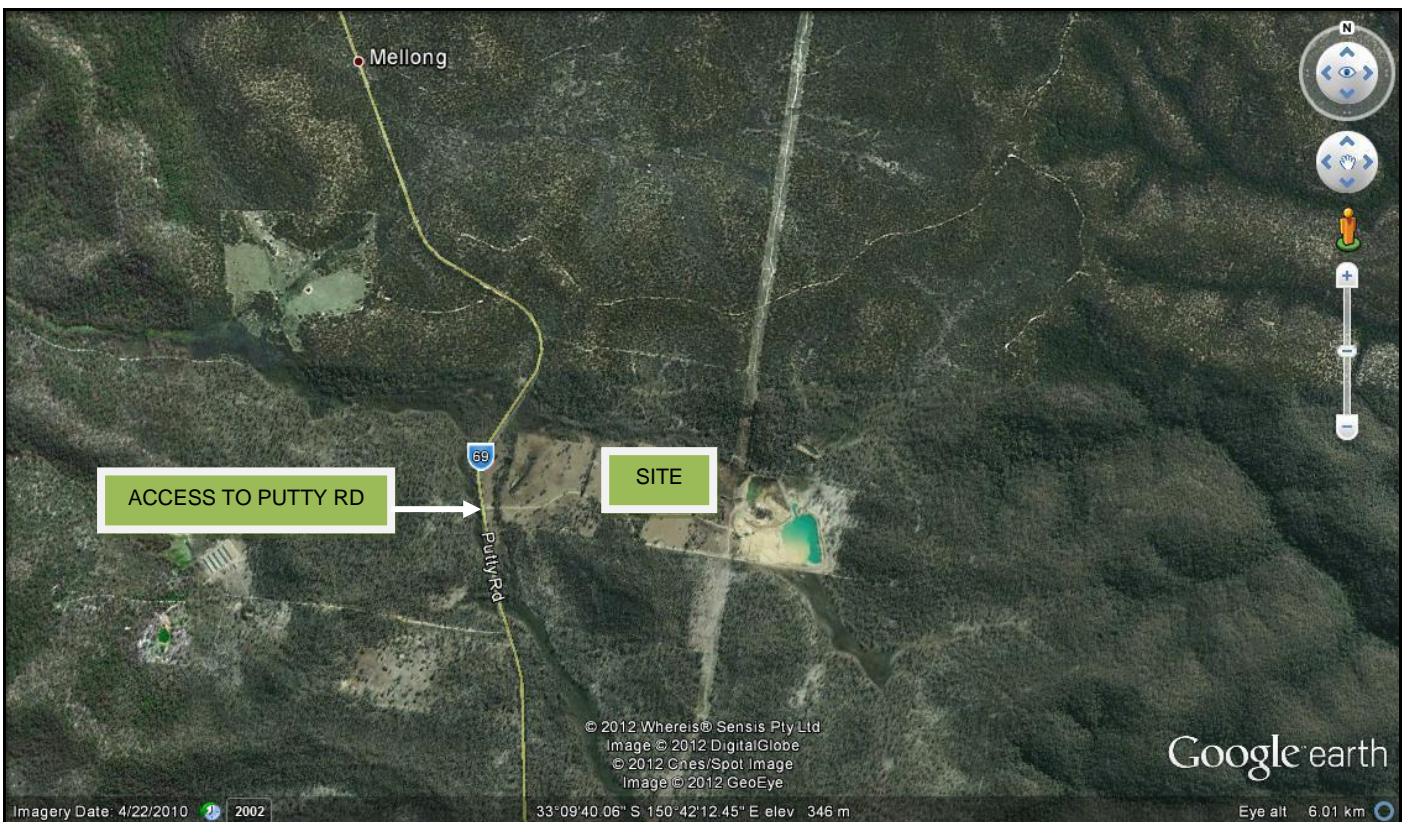 N
Mellong
69
SITE
ACCESS TO PUTTY RD
Putty Rd
© 2012 Whereis® Sensis Pty Ltd
Image © 2012 DigitalGlobe
© 2012 Cnes/Spot Image
Image © 2012 GeoEye
Google earth
Imagery Date: 4/22/2010 2002 33°09'40.06" S 150°42'12.45" E elev 346 m Eye alt 6.01 km